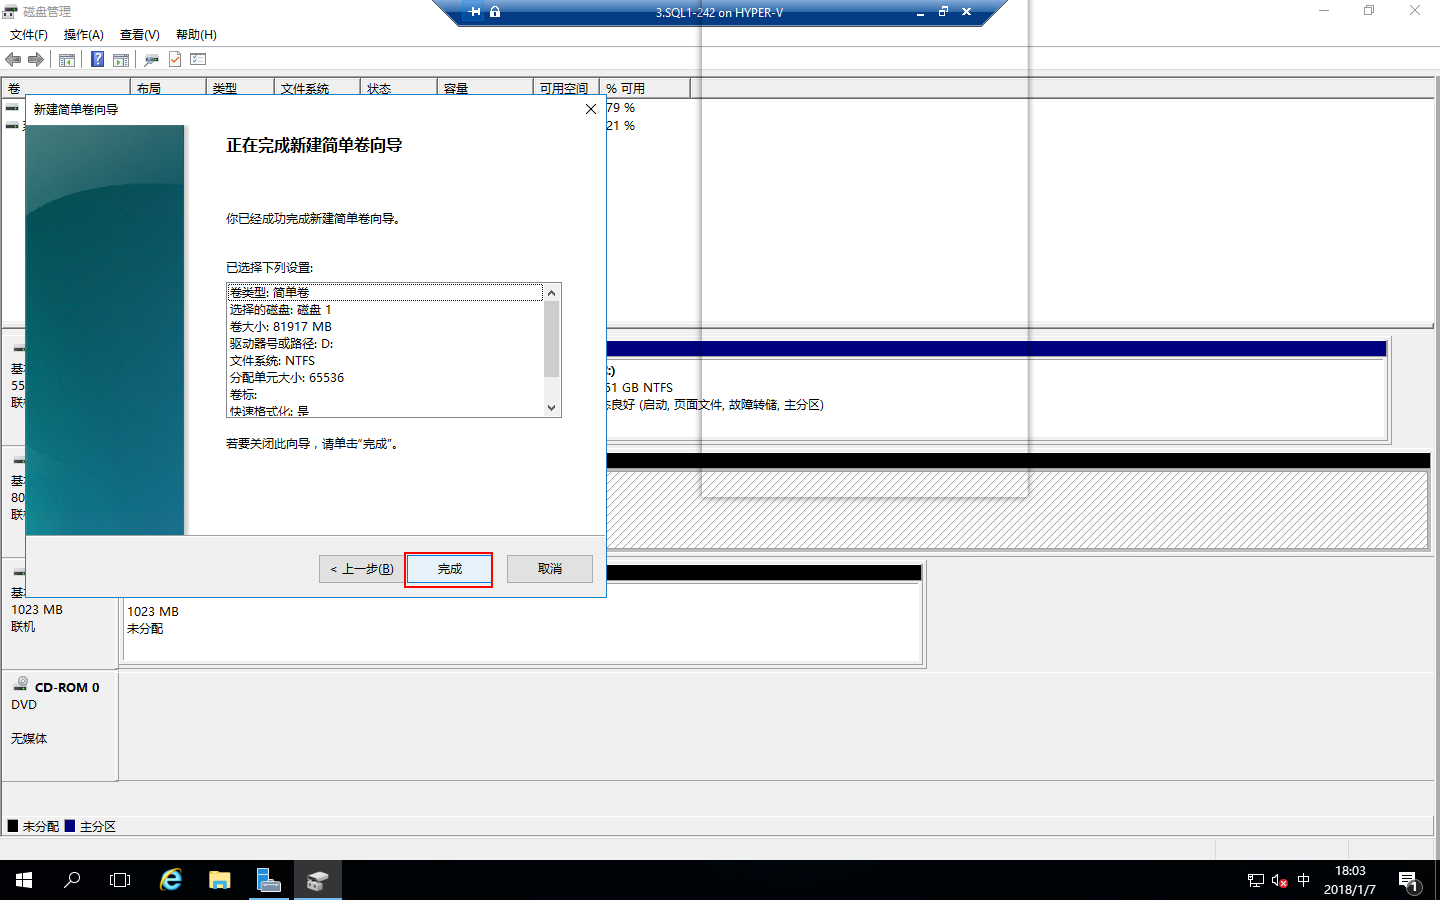 磁盘管理
3.SQL1-242 on HYPER-V
文件(F) 操作(A) 查看(V) 帮助(H)
卷 布局 类型 文件系统 状态 容量 可用空间 % 可用
79 %
21 %
新建简单卷向导
正在完成新建简单卷向导
你已经成功完成新建简单卷向导。
已选择下列设置:
卷类型: 简单卷
选择的磁盘: 磁盘 1
卷大小: 81917 MB
驱动器号或路径: D:
文件系统: NTFS
分配单元大小: 65536
卷标:
快速格式化: 是
若要关闭此向导，请单击“完成”。
< 上一步(B) 完成 取消
:)
51 GB NTFS
良好 (启动, 页面文件, 故障转储, 主分区)
基
55
联
基
80
联
基
1023 MB
联机
1023 MB
未分配
CD-ROM 0
DVD
无媒体
未分配 主分区
中
18:03
2018/1/7
1